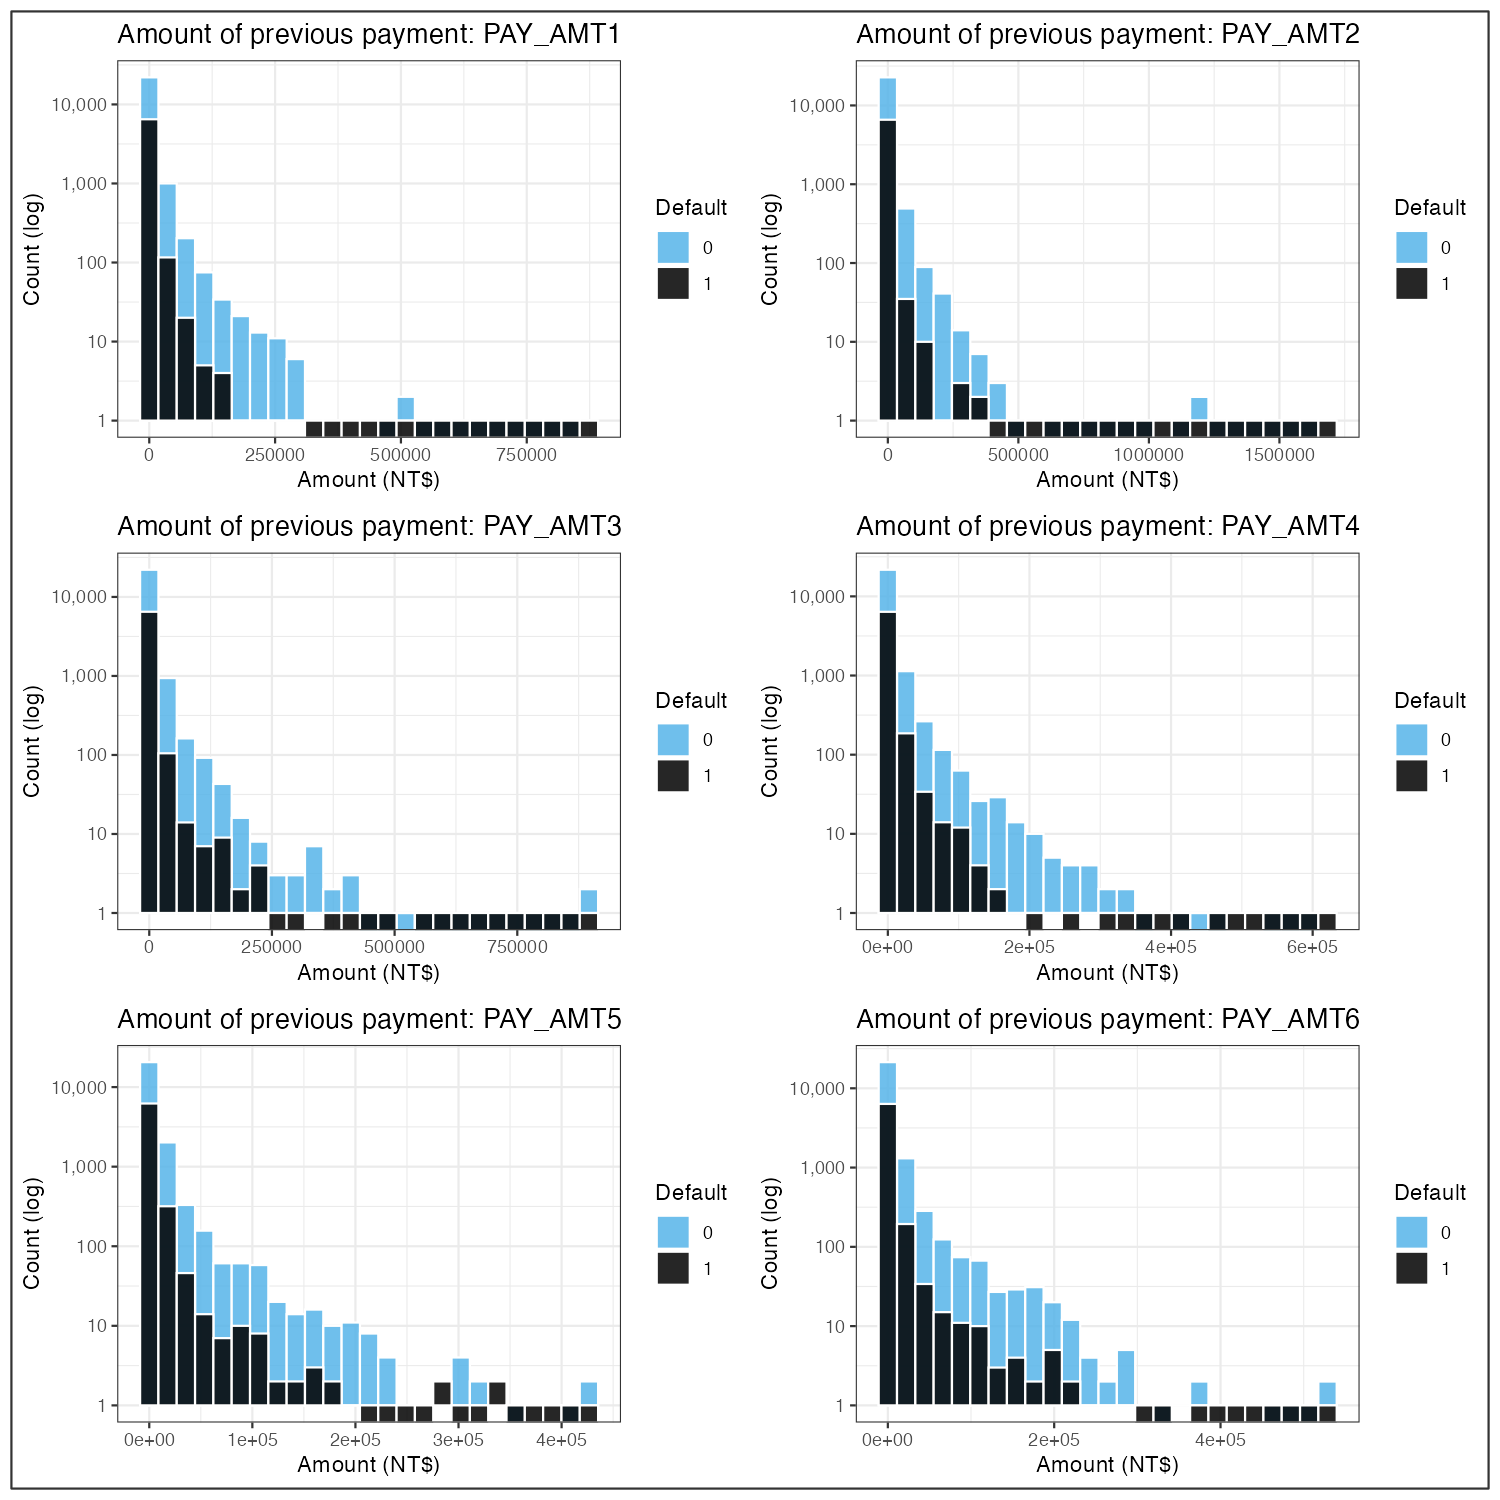 Amount of previous payment: PAY_AMT1
Count (log)
10,000
1,000
100
10
1
0
250000
500000
750000
Amount (NT$)
Default
0
1
Amount of previous payment: PAY_AMT2
Count (log)
10,000
1,000
100
10
1
0
500000
1000000
1500000
Amount (NT$)
Default
0
1
Amount of previous payment: PAY_AMT3
Count (log)
10,000
1,000
100
10
1
0
250000
500000
750000
Amount (NT$)
Default
0
1
Amount of previous payment: PAY_AMT4
Count (log)
10,000
1,000
100
10
1
0e+00
2e+05
4e+05
6e+05
Amount (NT$)
Default
0
1
Amount of previous payment: PAY_AMT5
Count (log)
10,000
1,000
100
10
1
0e+00
1e+05
2e+05
3e+05
4e+05
Amount (NT$)
Default
0
1
Amount of previous payment: PAY_AMT6
Count (log)
10,000
1,000
100
10
1
0e+00
2e+05
4e+05
Amount (NT$)
Default
0
1